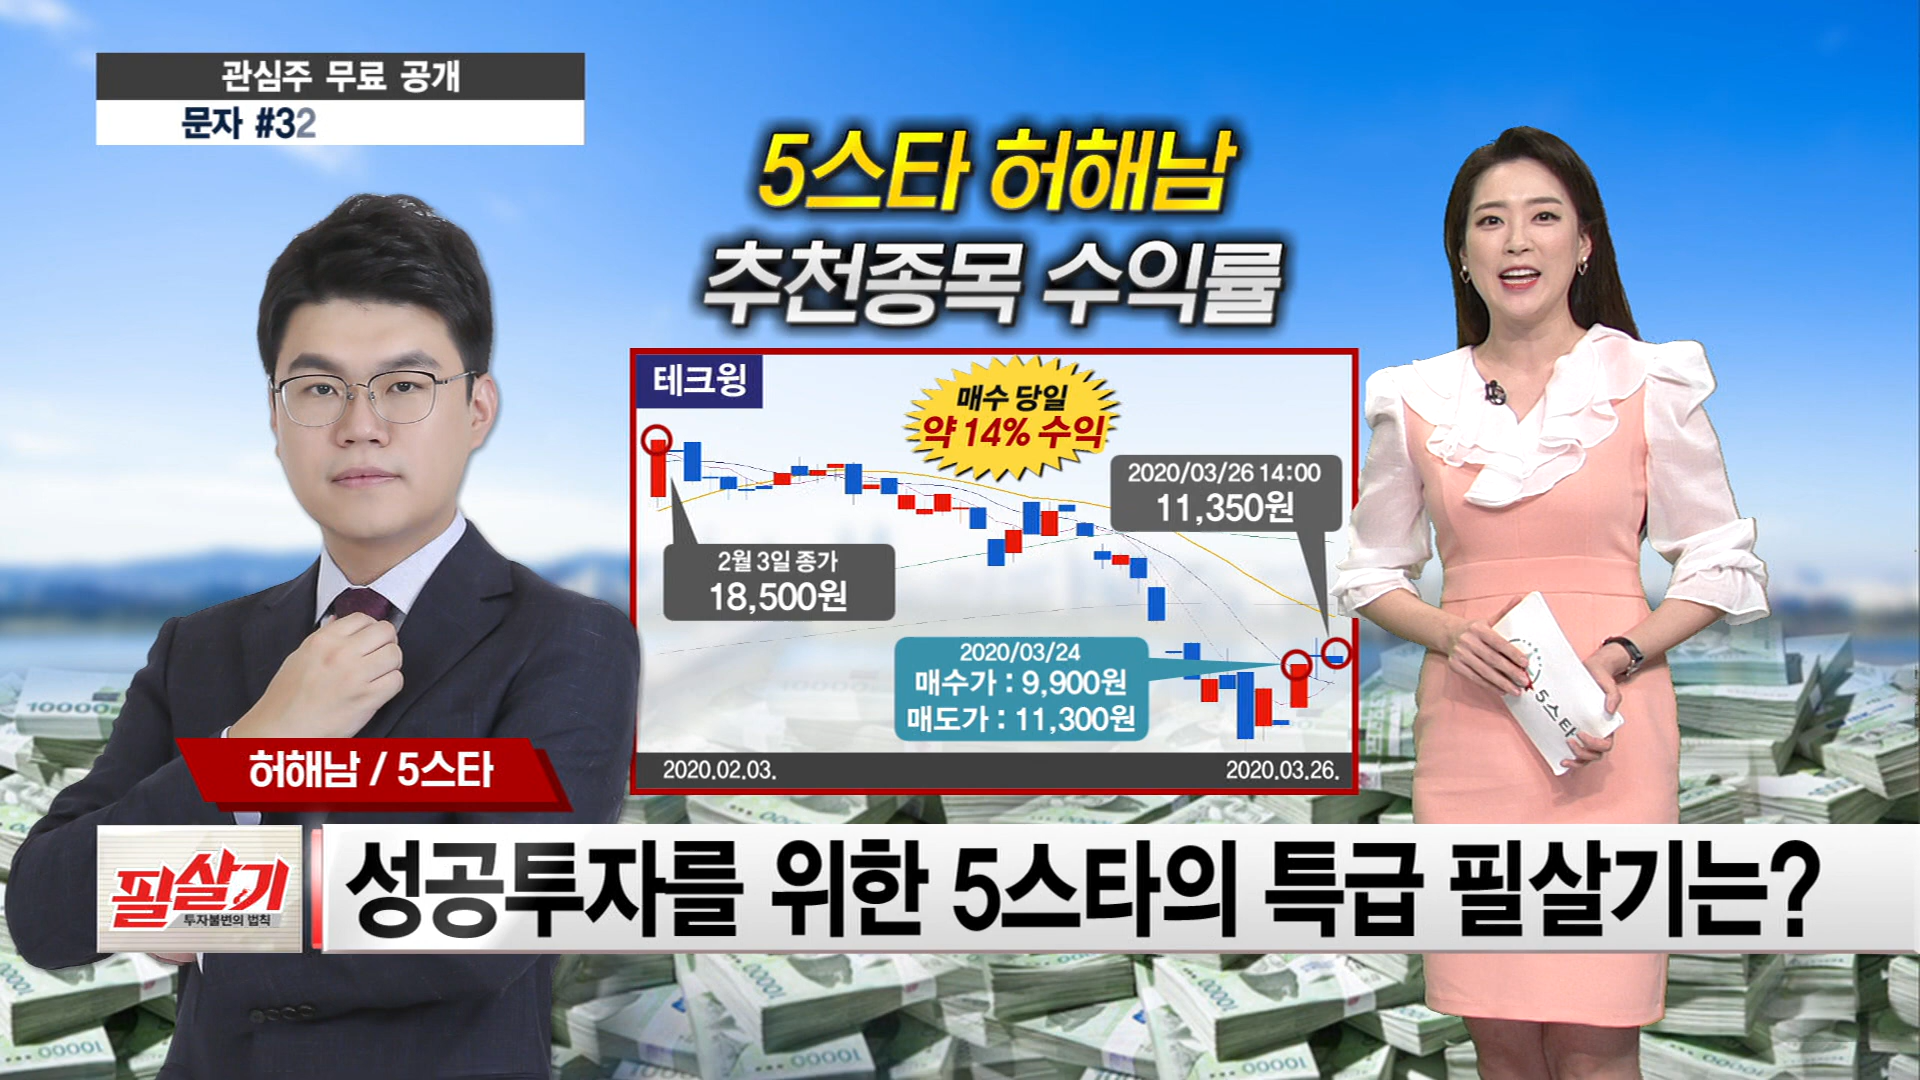 관심주 무료 공개
문자 #32
5스타 허해남
추천종목 수익률
테크윙
매수 당일
약 14% 수익
2020/03/26 14:00
11,350원
2월 3일 종가
18,500원
2020/03/24
매수가 : 9,900원
매도가 : 11,300원
2020.02.03.
2020.03.26.
5스타
허해남 / 5스타
필살기
투자불변의 법칙
성공투자를 위한 5스타의 특급 필살기는?
10000